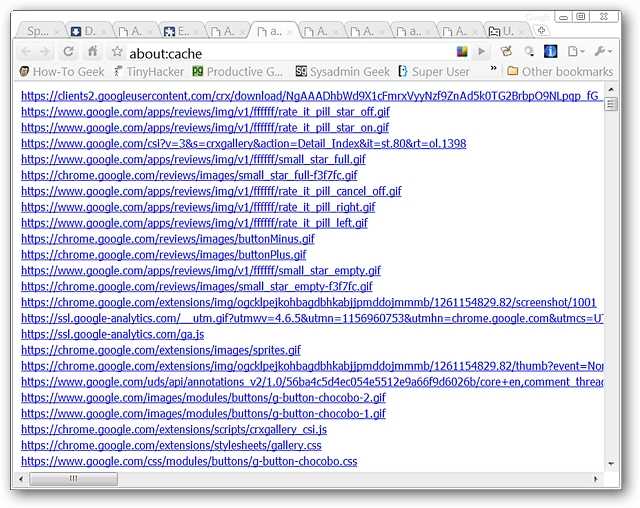 Sp...
D.
A.
E.
A.
a..
A.
A.
a..
A.
U.
about:cache
How-To Geek
TinyHacker
Productive G...
Sysadmin Geek
Super User
»
Other bookmarks
https://clients2.googleusercontent.com/crx/download/NgAAADhbWd9X1cFmrxVyyNzf9ZnAd5k0TG2BrbpO9NLpqp_fG_
https://www.google.com/apps/reviews/img/v1/ffffff/rate_it_pill_star_off.gif
https://www.google.com/apps/reviews/img/v1/ffffff/rate_it_pill_star_on.gif
https://www.google.com/csi?v=3&s=crxgallery&action=Detail_Index&it=st.80&rt=ol.1398
https://www.google.com/apps/reviews/img/v1/ffffff/small_star_full.gif
https://chrome.google.com/reviews/images/small_star_full-f3f7fc.gif
https://www.google.com/apps/reviews/img/v1/ffffff/rate_it_pill_cancel_off.gif
https://www.google.com/apps/reviews/img/v1/ffffff/rate_it_pill_right.gif
https://www.google.com/apps/reviews/img/v1/ffffff/rate_it_pill_left.gif
https://chrome.google.com/reviews/images/buttonMinus.gif
https://chrome.google.com/reviews/images/buttonPlus.gif
https://www.google.com/apps/reviews/img/v1/ffffff/small_star_empty.gif
https://chrome.google.com/reviews/images/small_star_empty-f3f7fc.gif
https://chrome.google.com/extensions/img/ogcklpejkohbagdbhkabjjpmddojmmmb/1261154829.82/screenshot/1001
https://ssl.google-analytics.com/__utm.gif?utmwv=4.6.5&utmn=1156960753&utmhn=chrome.google.com&utmcs=UT
https://ssl.google-analytics.com/ga.js
https://chrome.google.com/extensions/images/sprites.gif
https://chrome.google.com/extensions/img/ogcklpejkohbagdbhkabjjpmddojmmmb/1261154829.82/thumb?event=Nor
https://www.google.com/uds/api/annotations_v2/1.0/56ba4c5d4ec054e5512e9a66f9d6026b/core+en,comment_thread
https://www.google.com/images/modules/buttons/g-button-chocobo-2.gif
https://www.google.com/images/modules/buttons/g-button-chocobo-1.gif
https://chrome.google.com/extensions/scripts/crxgallery_csi.js
https://chrome.google.com/extensions/stylesheets/gallery.css
https://www.google.com/css/modules/buttons/g-button-chocobo.css